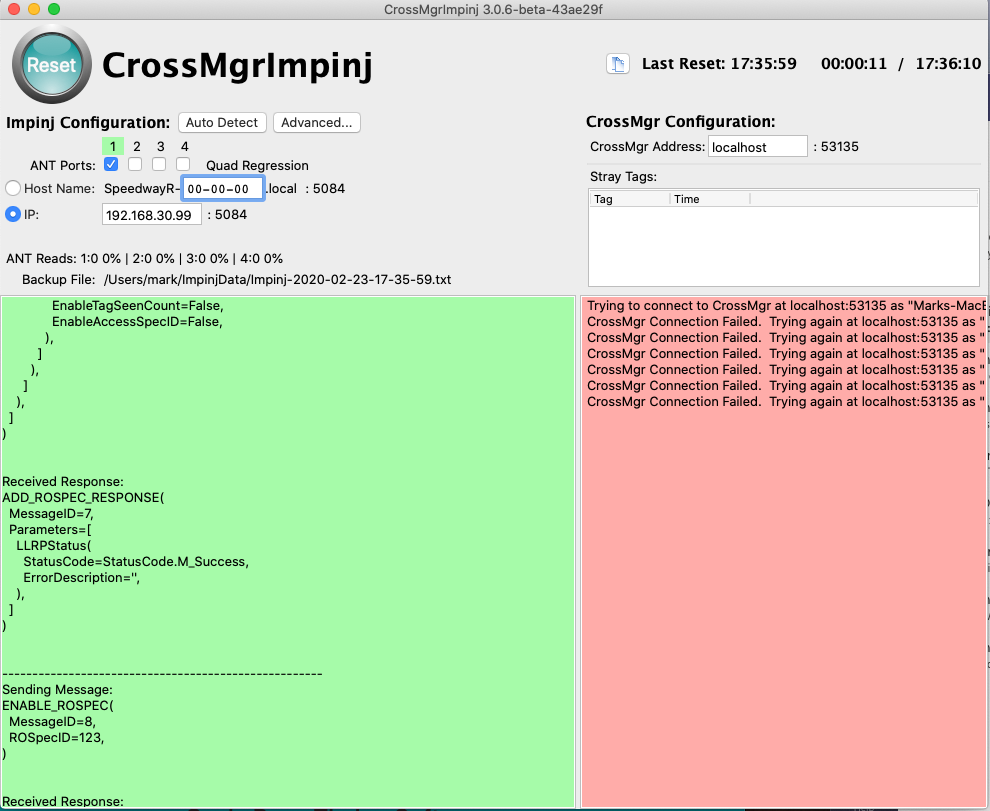 CrossMgrImpinj 3.0.6-beta-43ae29f
Reset
CrossMgrImpinj
Last Reset: 17:35:59 00:00:11 / 17:36:10
Impinj Configuration: Auto Detect Advanced...
1 2 3 4
ANT Ports: Quad Regression
Host Name: SpeedwayR- 00-00-00 .local : 5084
IP: 192.168.30.99 : 5084
ANT Reads: 1:0 0% | 2:0 0% | 3:0 0% | 4:0 0%
Backup File: /Users/mark/ImpinjData/Impinj-2020-02-23-17-35-59.txt
CrossMgr Configuration:
CrossMgr Address: localhost : 53135
Stray Tags:
Tag Time
EnableTagSeenCount=False,
EnableAccessSpecID=False,
),
]
),
]
),
]
)
Received Response:
ADD_ROSPEC_RESPONSE(
MessageID=7,
Parameters=[
LLRPStatus(
StatusCode=StatusCode.M_Success,
ErrorDescription='',
),
]
)
--------------------------------------------------
Sending Message:
ENABLE_ROSPEC(
MessageID=8,
ROSpecID=123,
)
Received Response:
Trying to connect to CrossMgr at localhost:53135 as "Marks-MacB
CrossMgr Connection Failed. Trying again at localhost:53135 as "
CrossMgr Connection Failed. Trying again at localhost:53135 as "
CrossMgr Connection Failed. Trying again at localhost:53135 as "
CrossMgr Connection Failed. Trying again at localhost:53135 as "
CrossMgr Connection Failed. Trying again at localhost:53135 as "
CrossMgr Connection Failed. Trying again at localhost:53135 as "